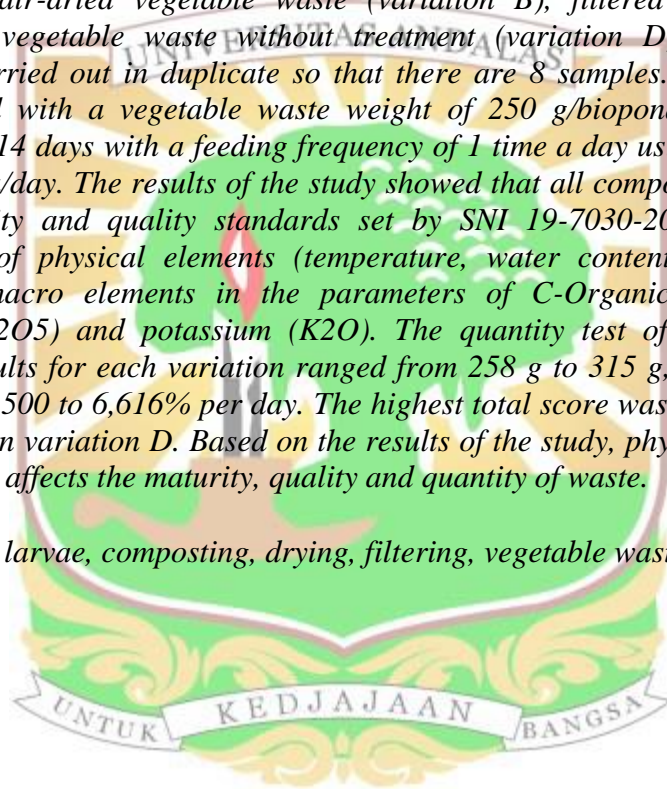 air-dried vegetable waste (variation B), filtered
vegetable waste without treatment (variation D
rried out in duplicate so that there are 8 samples.
with a vegetable waste weight of 250 g/biopon
14 days with a feeding frequency of 1 time a day us
/day. The results of the study showed that all compo
ity and quality standards set by SNI 19-7030-20
of physical elements (temperature, water conten
nacro elements in the parameters of C-Organic
2O5) and potassium (K2O). The quantity test of
ults for each variation ranged from 258 g to 315 g,
500 to 6,616% per day. The highest total score was
n variation D. Based on the results of the study, phy
affects the maturity, quality and quantity of waste.
larvae, composting, drying, filtering, vegetable wast
UNIVERSITAS ANDALAS
UNTUK KEDJAJAAN BANGSA